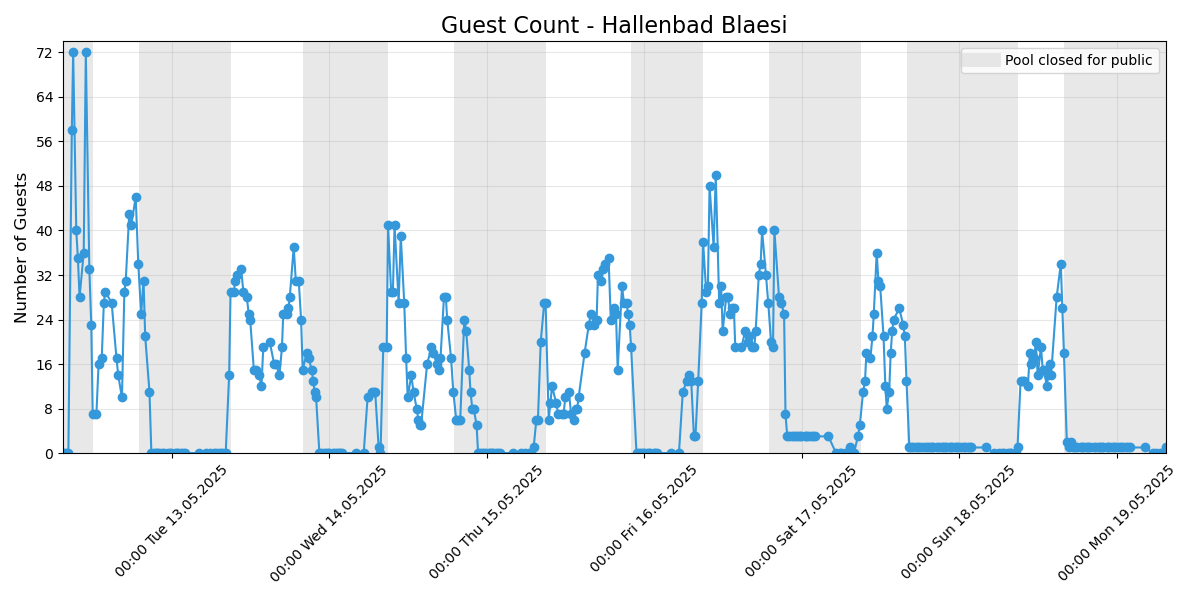 Guest Count - Hallenbad Blaesi
Pool closed for public
Number of Guests
72
64
56
48
40
32
24
16
8
0
00:00 Tue 13.05.2025
00:00 Wed 14.05.2025
00:00 Thu 15.05.2025
00:00 Fri 16.05.2025
00:00 Sat 17.05.2025
00:00 Sun 18.05.2025
00:00 Mon 19.05.2025